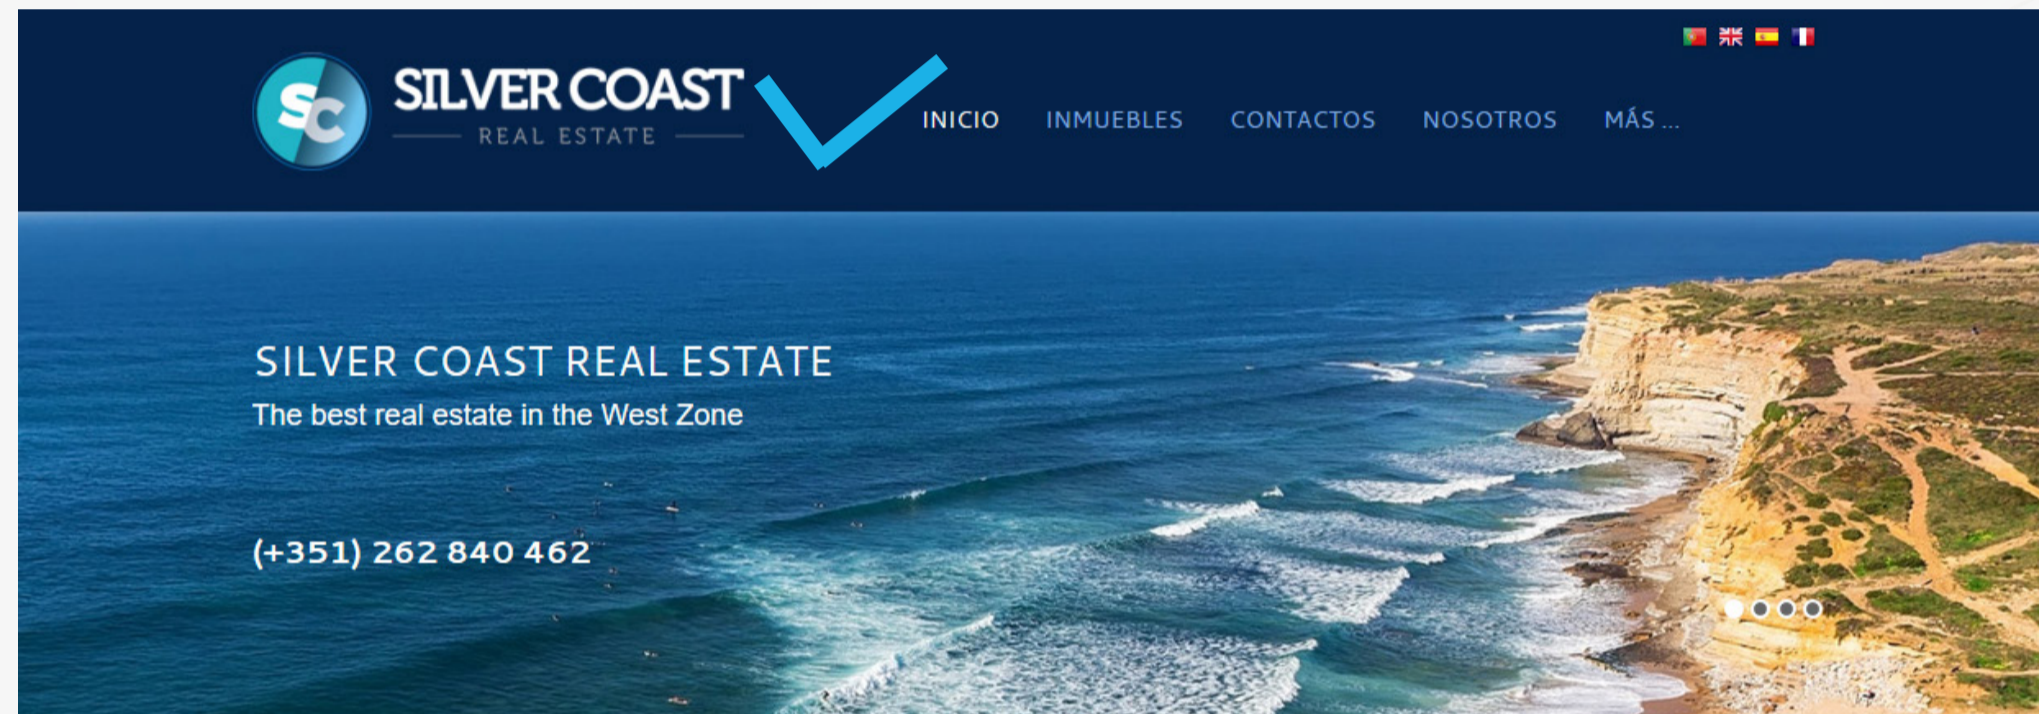 SC
SILVER COAST
REAL ESTATE
INICIO INMUEBLES CONTACTOS NOSOTROS MÁS ...
SILVER COAST REAL ESTATE
The best real estate in the West Zone
(+351) 262 840 462